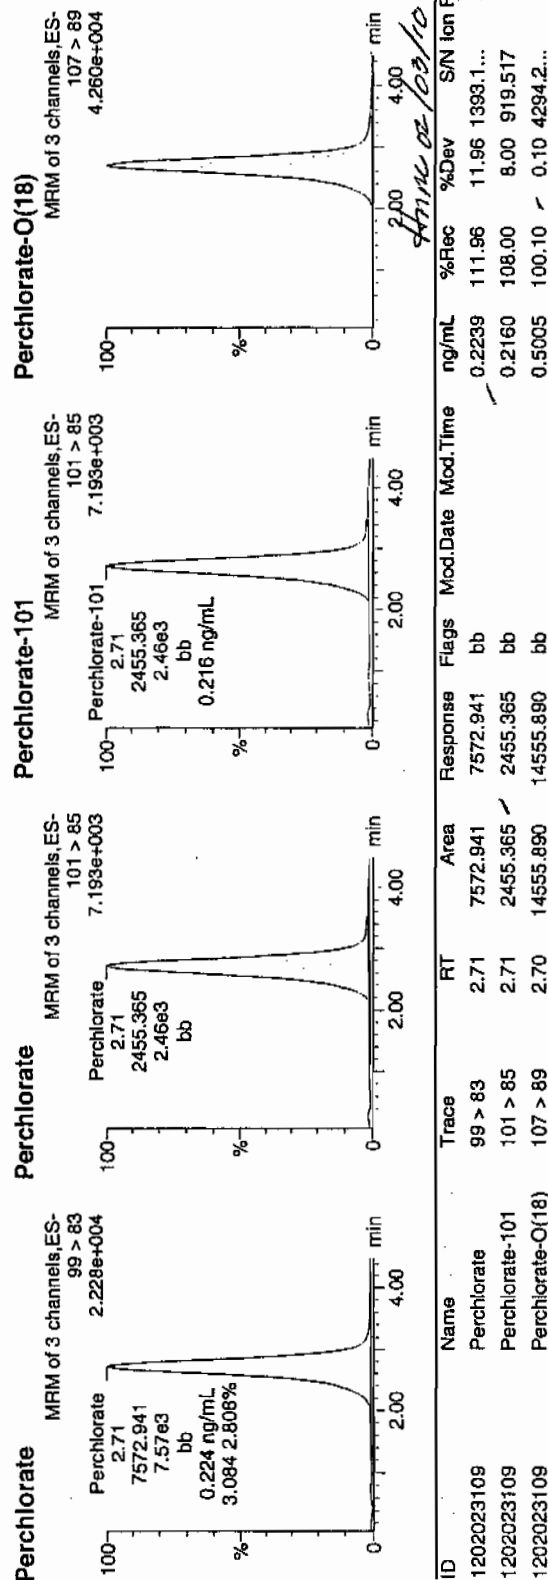 Perchlorate
MRM of 3 channels,ES-
99 > 83
2.228e+004
100
Perchlorate
2.71
7572.941
7.57e3
bb
0.224 ng/mL
3.084 2.808%
%
0
2.00
4.00
min
Perchlorate
MRM of 3 channels,ES-
101 > 85
7.193e+003
100
Perchlorate
2.71
2455.365
2.46e3
bb
%
0
2.00
4.00
min
Perchlorate-101
MRM of 3 channels,ES-
101 > 85
7.193e+003
100
Perchlorate-101
2.71
2455.365
2.46e3
bb
0.216 ng/mL
%
0
2.00
4.00
min
Perchlorate-O(18)
MRM of 3 channels,ES-
107 > 89
4.260e+004
100
%
0
2.00
4.00
min
02/03/10
ID Name Trace RT Area Response Flags Mod.Date Mod.Time ng/mL %Rec %Dev S/N Ion
1202023109 Perchlorate 99 > 83 2.71 7572.941 7572.941 bb 0.2239 111.96 11.96 1393.1...
1202023109 Perchlorate-101 101 > 85 2.71 2455.365 2455.365 bb 0.2160 108.00 8.00 919.517
1202023109 Perchlorate-O(18) 107 > 89 2.70 14555.890 14555.890 bb 0.5005 100.10 0.10 4294.2...